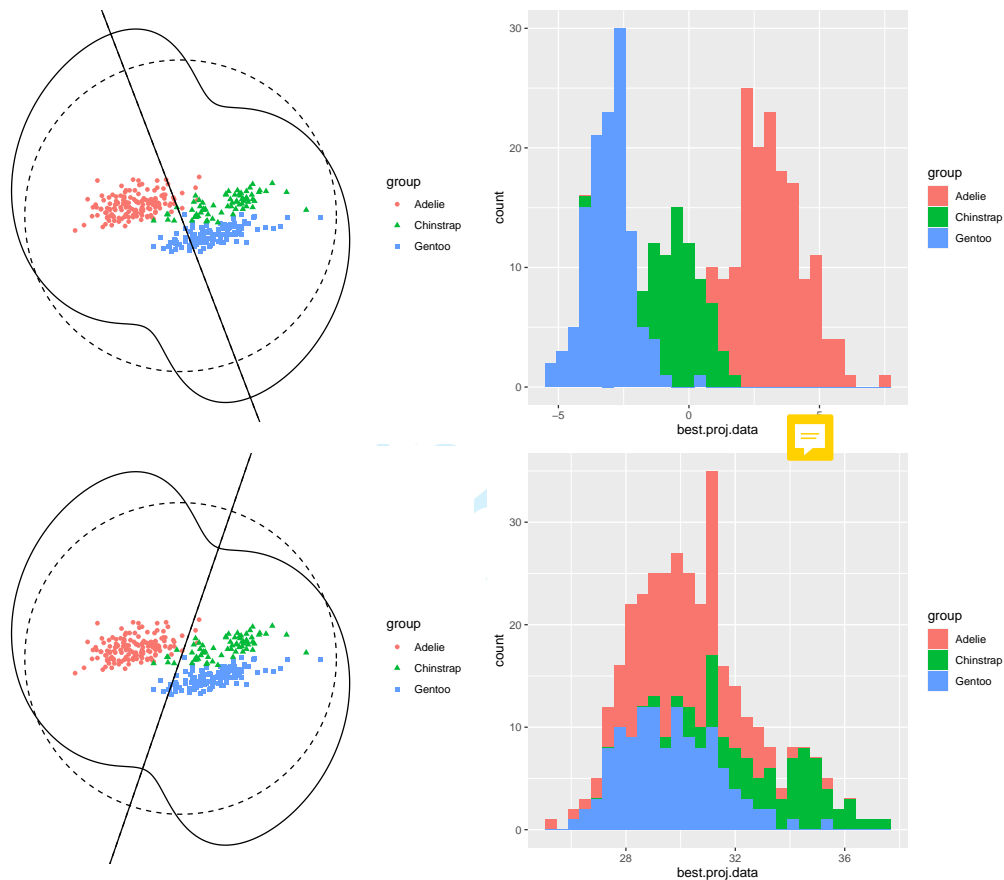 group
Adelie
Chinstrap
Gentoo
30
20
10
0
count
−5
0
best.proj.data
group
Adelie
Chinstrap
Gentoo
group
Adelie
Chinstrap
Gentoo
30
20
10
0
count
28
32
36
best.proj.data
group
Adelie
Chinstrap
Gentoo